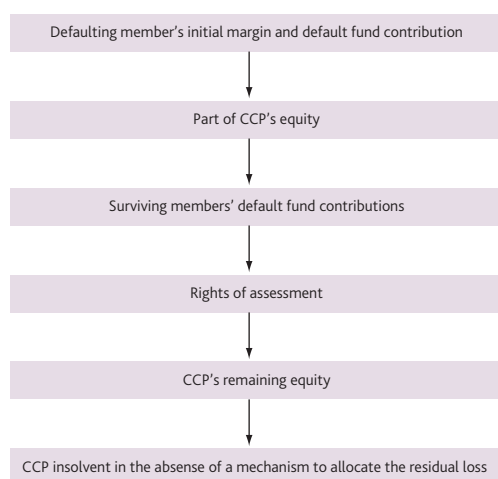 Defaulting member's initial margin and default fund contribution
Part of CCP's equity
Surviving members' default fund contributions
Rights of assessment
CCP's remaining equity
CCP insolvent in the absence of a mechanism to allocate the residual loss